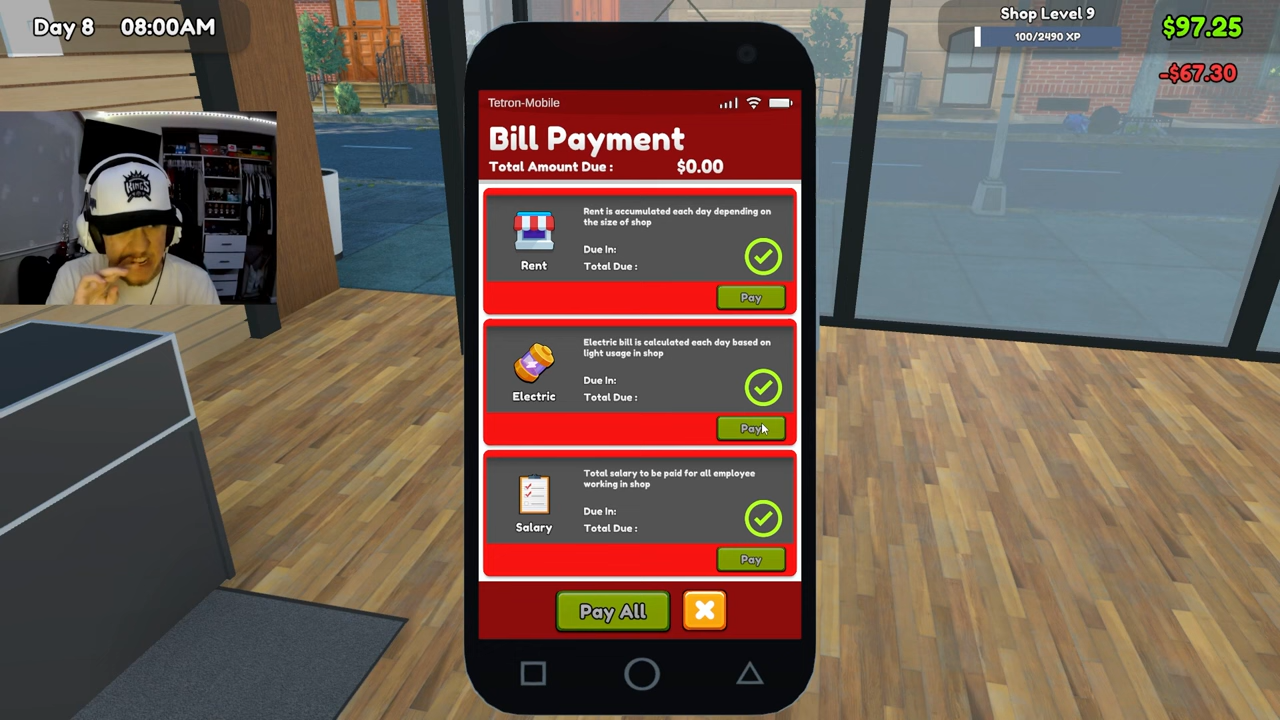 Day 8 08:00AM
Shop Level 9
100/2490 XP
$97.25
-$67.30
Tetron-Mobile
Bill Payment
Total Amount Due : $0.00
Rent is accumulated each day depending on
the size of shop
Due In:
Total Due :
Rent
Pay
Electric bill is calculated each day based on
light usage in shop
Due In:
Total Due :
Electric
Pay
Total salary to be paid for all employee
working in shop
Due In:
Total Due :
Salary
Pay
Pay All
KINGS